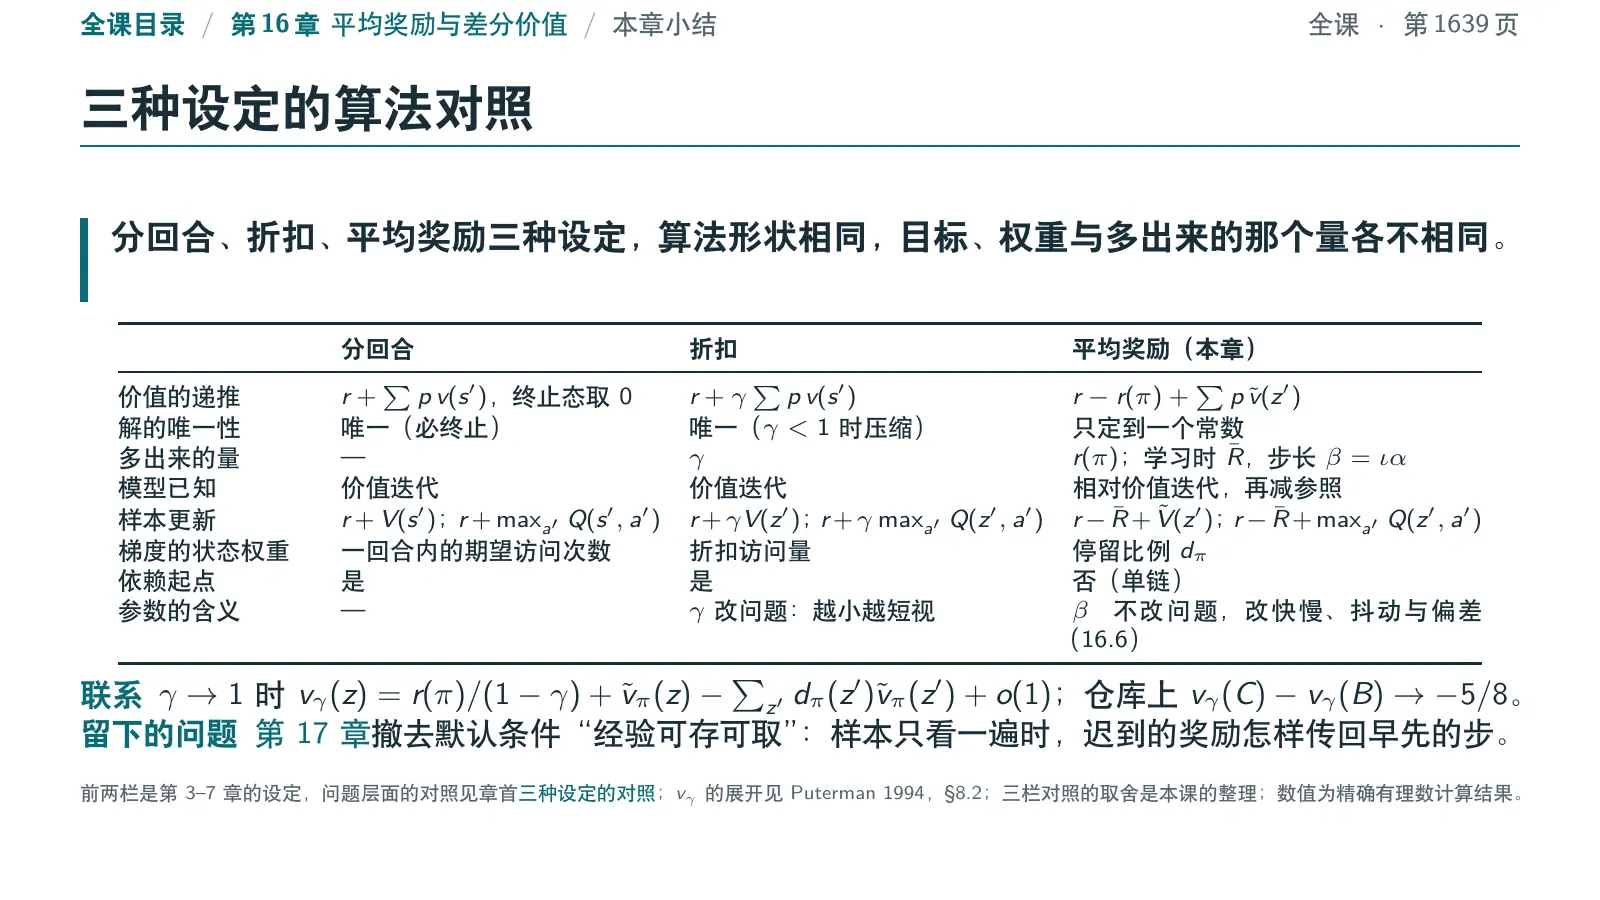 全课目录 / 第 16 章 平均奖励与差分价值 / 本章小结
全课 · 第 1639 页
三种设定的算法对照
分回合、折扣、平均奖励三种设定，算法形状相同，目标、权重与多出来的那个量各不相同。
分回合 折扣 平均奖励（本章）
价值的递推 r + ∑ p v(s′)，终止态取 0 r + γ ∑ p v(s′) r − r(π) + ∑ p ṽ(z′)
解的唯一性 唯一（必终止） 唯一（γ < 1 时压缩） 只定到一个常数
多出来的量 — γ r(π)；学习时 R̄，步长 β = ια
模型已知 价值迭代 价值迭代 相对价值迭代，再减参照
样本更新 r + V(s′)；r + maxₐ′ Q(s′, a′) r + γV(z′)；r + γ maxₐ′ Q(z′, a′) r − R̄ + Ṽ(z′)；r − R̄ + maxₐ′ Q(z′, a′)
梯度的状态权重 一回合内的期望访问次数 折扣访问量 停留比例 d_π
依赖起点 是 是 否（单链）
参数的含义 — γ 改问题：越小越短视 β 不改问题，改快慢、抖动与偏差
(16.6)
联系 γ → 1 时 v_γ(z) = r(π)/(1 − γ) + ṽ_π(z) − ∑_z′ d_π(z′)ṽ_π(z′) + o(1)；仓库上 v_γ(C) − v_γ(B) → −5/8。
留下的问题 第 17 章撤去默认条件“经验可存可取”：样本只看一遍时，迟到的奖励怎样传回早先的步。
前两栏是第 3–7 章的设定，问题层面的对照见章首三种设定的对照；v_γ 的展开见 Puterman 1994，§8.2；三栏对照的取舍是本课的整理；数值为精确有理数计算结果。